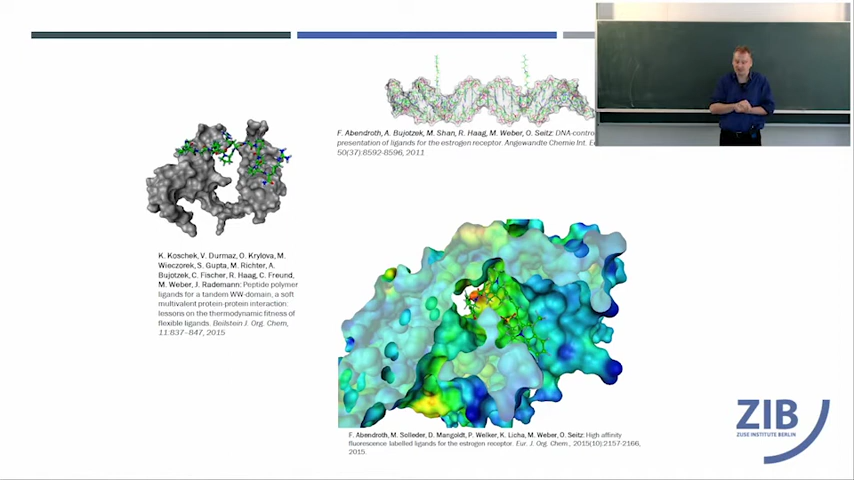 F. Abendroth, A. Bujotzek, M. Shan, R. Haag, M. Weber, O. Seitz: DNA-contro
presentation of ligands for the estrogen receptor. Angewandte Chemie Int. E
50(37):8592-8596, 2011
K. Koschek, V. Durmaz, O. Krylova, M.
Wieczorek, S. Gupta, M. Richter, A.
Bujotzek, C. Fischer, R. Haag, C. Freund,
M. Weber, J. Rademann: Peptide polymer
ligands for a tandem WW-domain, a soft
multivalent protein-protein interaction:
lessons on the thermodynamic fitness of
flexible ligands. Beilstein J. Org. Chem,
11:837–847, 2015
F. Abendroth, M. Solleder, D. Mangoldt, P. Welker, K. Licha, M. Weber, O. Seitz: High affinity
fluorescence labelled ligands for the estrogen receptor. Eur. J. Org. Chem., 2015(10):2157-2166,
2015.
ZIB
ZUSE INSTITUTE BERLIN